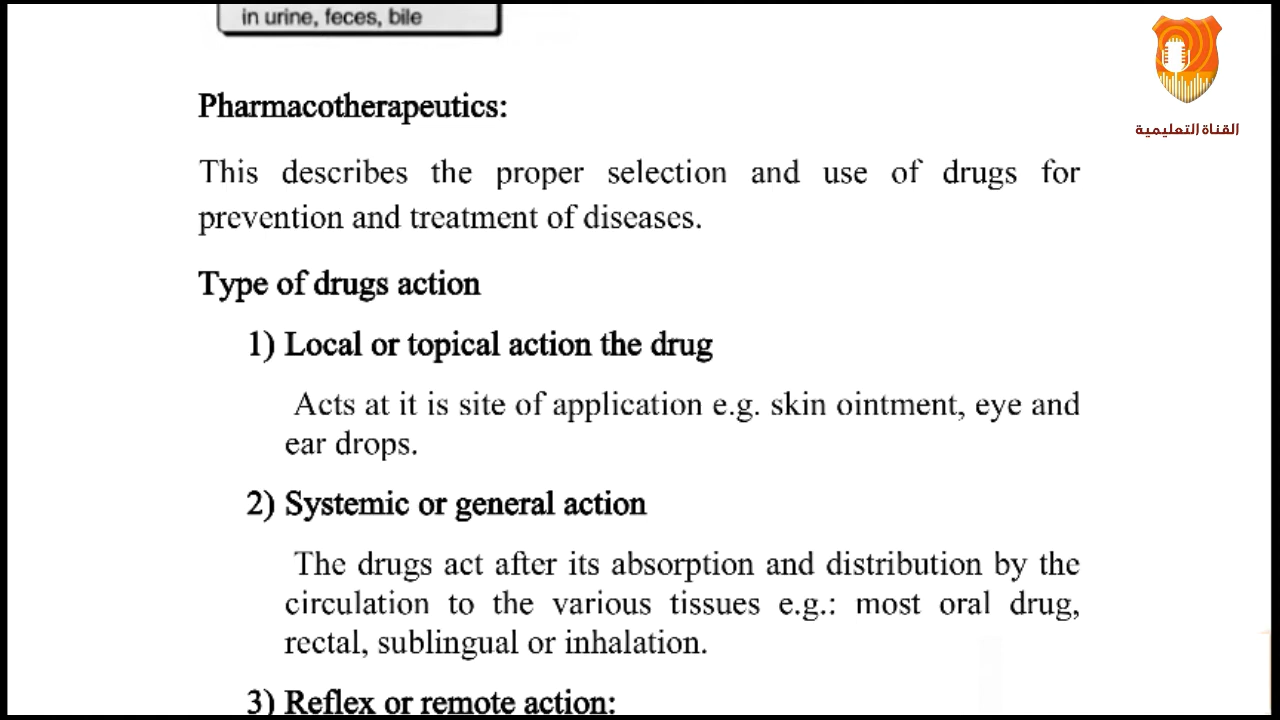 in urine, feces, bile
القناة التعليمية
Pharmacotherapeutics:
This describes the proper selection and use of drugs for
prevention and treatment of diseases.
Type of drugs action
1) Local or topical action the drug
Acts at it is site of application e.g. skin ointment, eye and
ear drops.
2) Systemic or general action
The drugs act after its absorption and distribution by the
circulation to the various tissues e.g.: most oral drug,
rectal, sublingual or inhalation.
3) Reflex or remote action: